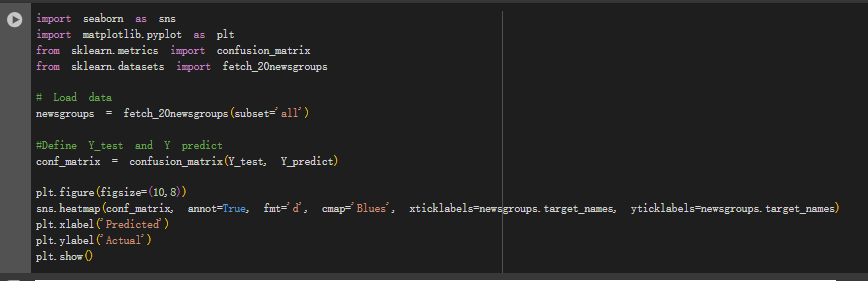 import seaborn as sns
import matplotlib.pyplot as plt
from sklearn.metrics import confusion_matrix
from sklearn.datasets import fetch_20newsgroups
# Load data
newsgroups = fetch_20newsgroups(subset='all')
#Define Y_test and Y predict
conf_matrix = confusion_matrix(Y_test, Y_predict)
plt.figure(figsize=(10,8))
sns.heatmap(conf_matrix, annot=True, fmt='d', cmap='Blues', xticklabels=newsgroups.target_names, yticklabels=newsgroups.target_names)
plt.xlabel('Predicted')
plt.ylabel('Actual')
plt.show()